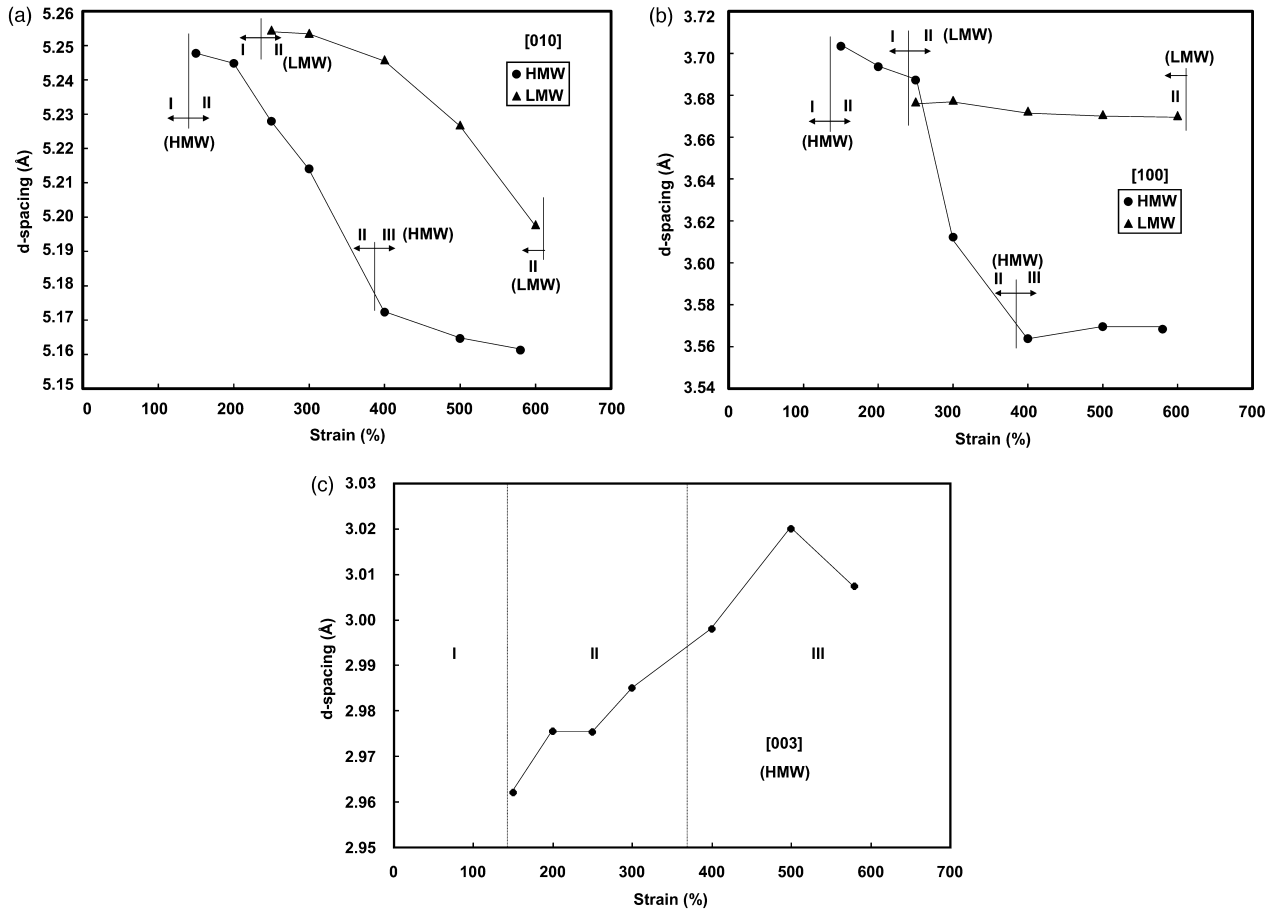 (a)
5.26
5.25
5.24
5.23
5.22
5.21
5.20
5.19
5.18
5.17
5.16
5.15
d-spacing (Å)
0 100 200 300 400 500 600 700
Strain (%)
I II
(LMW)
[010]
HMW
LMW
I II
(HMW)
II III (HMW)
II
(LMW)
(b)
3.72
3.70
3.68
3.66
3.64
3.62
3.60
3.58
3.56
3.54
d-spacing (Å)
0 100 200 300 400 500 600 700
Strain (%)
I II (LMW)
(LMW)
II
I II
(HMW)
[100]
HMW
LMW
(HMW)
II III
(c)
3.03
3.02
3.01
3.00
2.99
2.98
2.97
2.96
2.95
d-spacing (Å)
0 100 200 300 400 500 600 700
Strain (%)
I II III
[003]
(HMW)